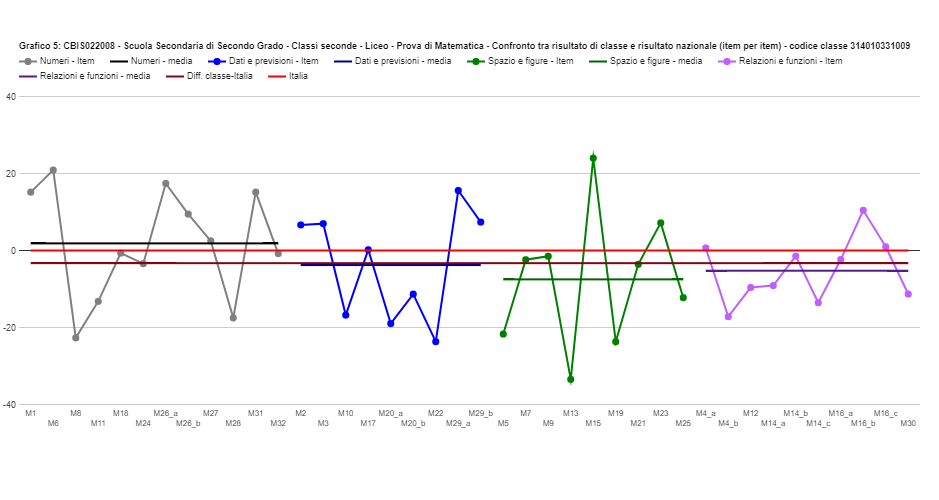 Grafico 5: CBIS022008 - Scuola Secondaria di Secondo Grado - Classi seconde - Liceo - Prova di Matematica - Confronto tra risultato di classe e risultato nazionale (item per item) - codice classe 314010331009
Numeri - Item Numeri - media Dati e previsioni - Item Dati e previsioni - media Spazio e figure - Item Spazio e figure - media Relazioni e funzioni - Item
Relazioni e funzioni - media Diff. classe-Italia Italia
40
20
0
-20
-40
M1 M8 M18 M26_a M27 M31 M2 M10 M20_a M22 M29_b M7 M13 M19 M23 M4_a M12 M14_b M16_a M16_c
M6 M11 M24 M26_b M28 M32 M3 M17 M20_b M29_a M5 M9 M15 M21 M25 M4_b M14_a M14_c M16_b M30